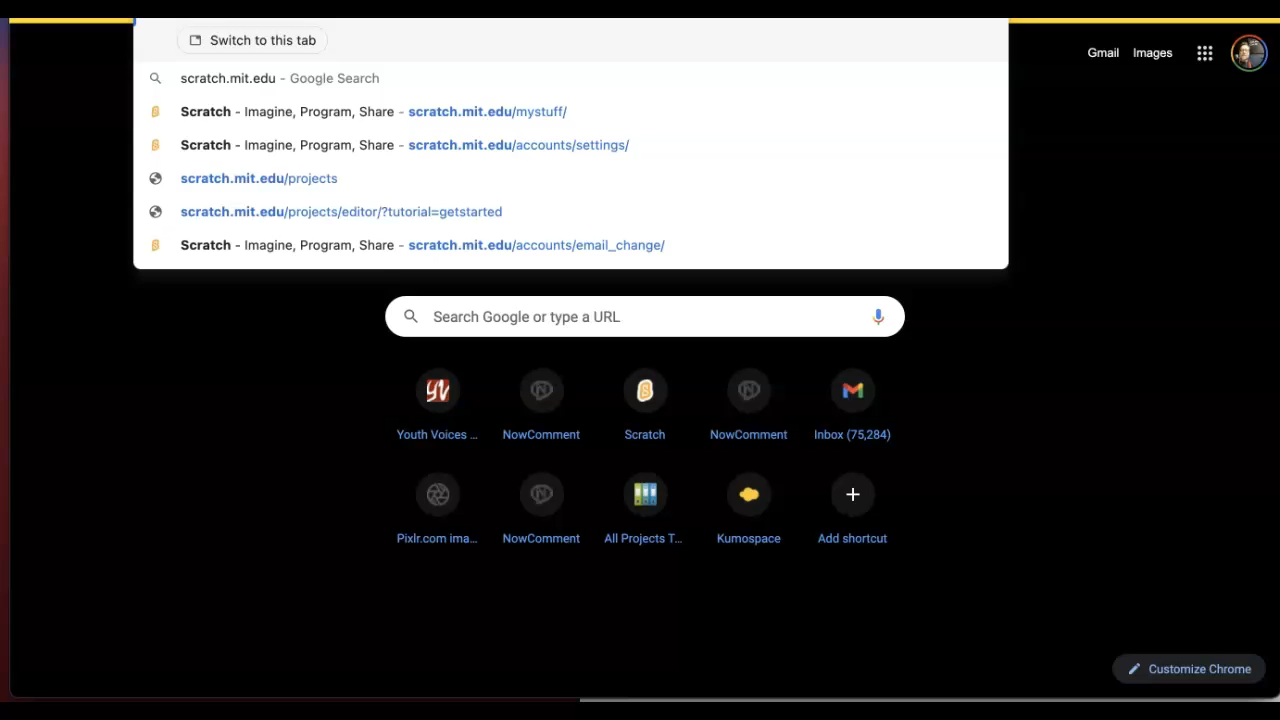 Switch to this tab
Gmail Images
scratch.mit.edu - Google Search
Scratch - Imagine, Program, Share - scratch.mit.edu/mystuff/
Scratch - Imagine, Program, Share - scratch.mit.edu/accounts/settings/
scratch.mit.edu/projects
scratch.mit.edu/projects/editor/?tutorial=getstarted
Scratch - Imagine, Program, Share - scratch.mit.edu/accounts/email_change/
Search Google or type a URL
Youth Voices ... NowComment Scratch NowComment Inbox (75,284)
Pixlr.com ima... NowComment All Projects T... Kumospace Add shortcut
Customize Chrome